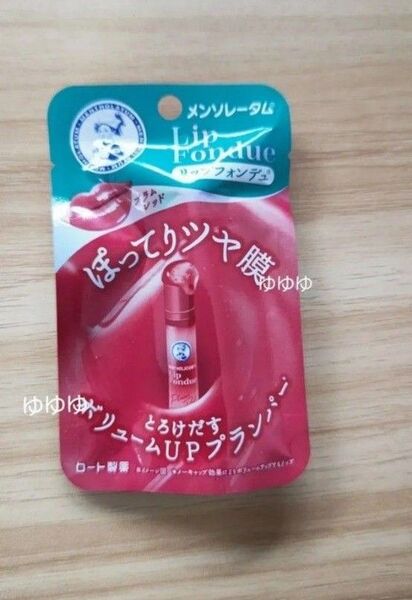 メンソレータム®
MENTHOLATUM
Lip
Fondue
リップフォンデュ®
プラム
レッド
ぽってりツヤ膜
ゆゆゆ
Lip
Fondue
ゆゆゆ
とろけだす
ボリュームUPプランパー
ロート製薬